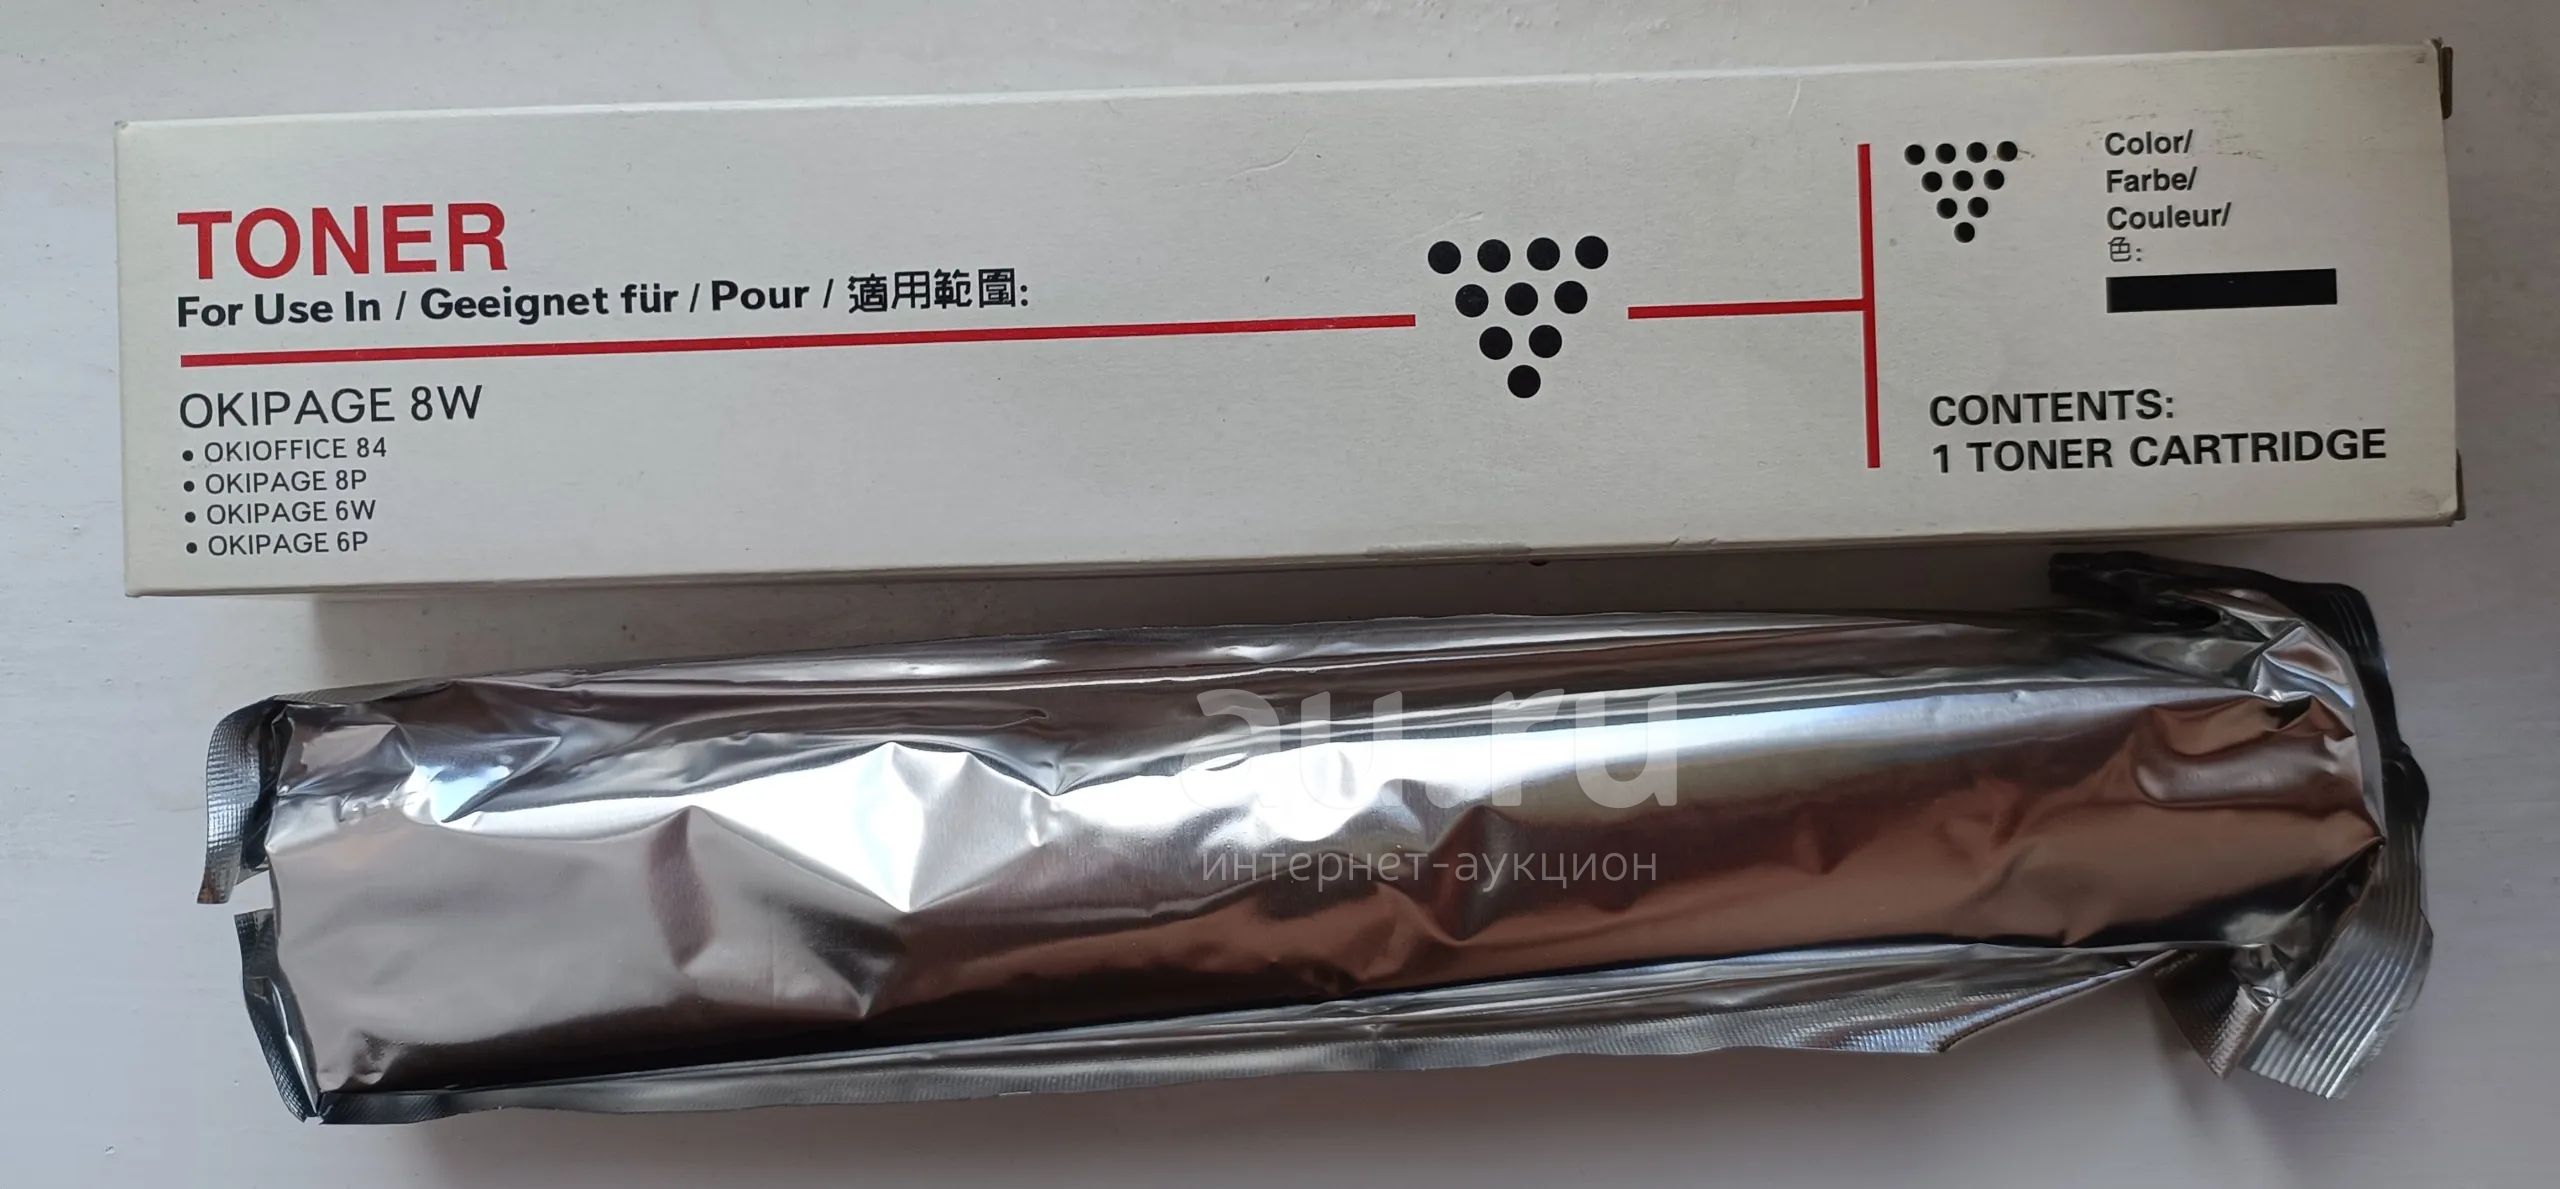 TONER
For Use In / Geeignet für / Pour / 適用範圍:
OKIPAGE 8W
• OKIOFFICE 84
• OKIPAGE 8P
• OKIPAGE 6W
• OKIPAGE 6P
Color/
Farbe/
Couleur/
色:
CONTENTS:
1 TONER CARTRIDGE
au.ru
интернет-аукцион